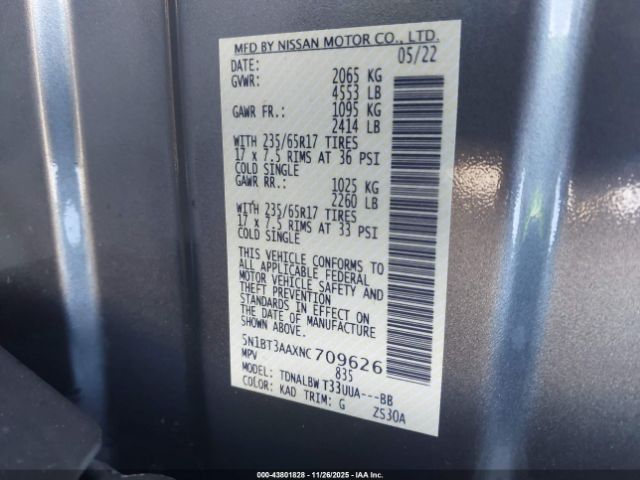 MFD BY NISSAN MOTOR CO., LTD.
DATE: 05/22
GVWR: 2065 KG
4553 LB
GAWR FR.: 1095 KG
2414 LB
WITH 235/65R17 TIRES
17 x 7.5 RIMS AT 36 PSI
COLD SINGLE
GAWR RR.: 1025 KG
2260 LB
WITH 235/65R17 TIRES
17 x 7.5 RIMS AT 33 PSI
COLD SINGLE
THIS VEHICLE CONFORMS TO
ALL APPLICABLE FEDERAL
MOTOR VEHICLE SAFETY AND
THEFT PREVENTION
STANDARDS IN EFFECT ON
THE DATE OF MANUFACTURE
SHOWN ABOVE.
5N1BT3AAXNC709626
MPV 835
MODEL: TDNALBW T33UUA---BB
COLOR: KAD TRIM: G ZS30A
000-43801828 11/26/2025 IAAI.COM